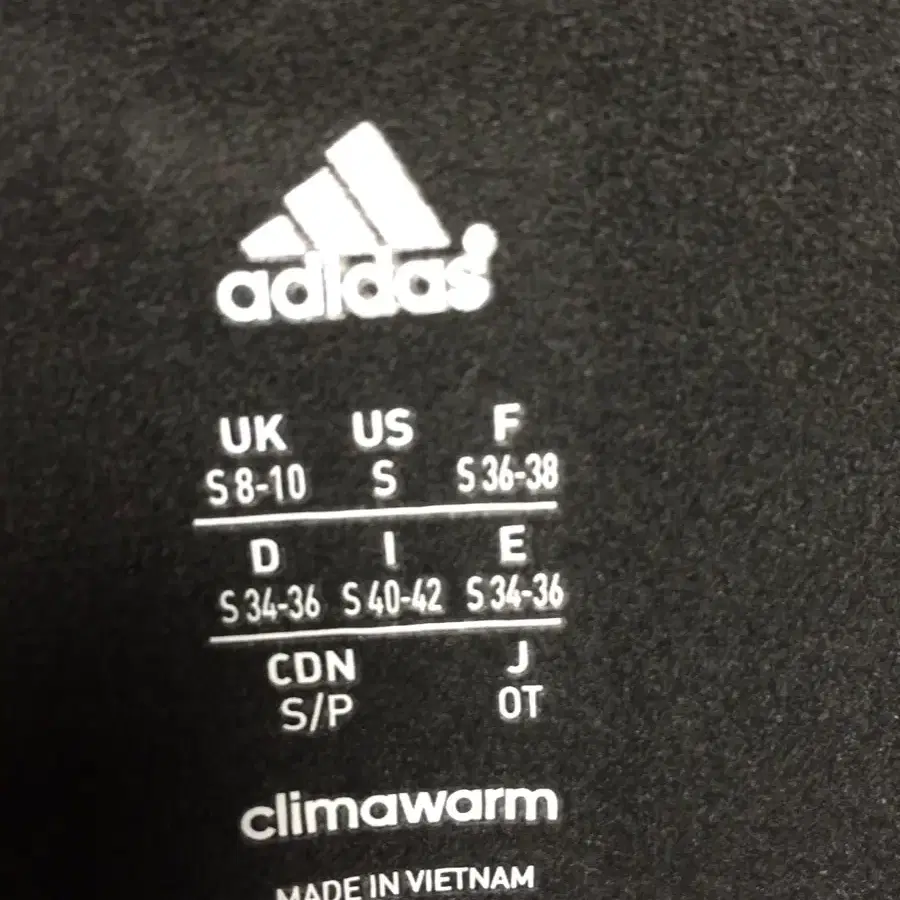 adidas
UK US F
S 8-10 S S 36-38
D I E
S 34-36 S 40-42 S 34-36
CDN J
S/P OT
climawarm
MADE IN VIETNAM